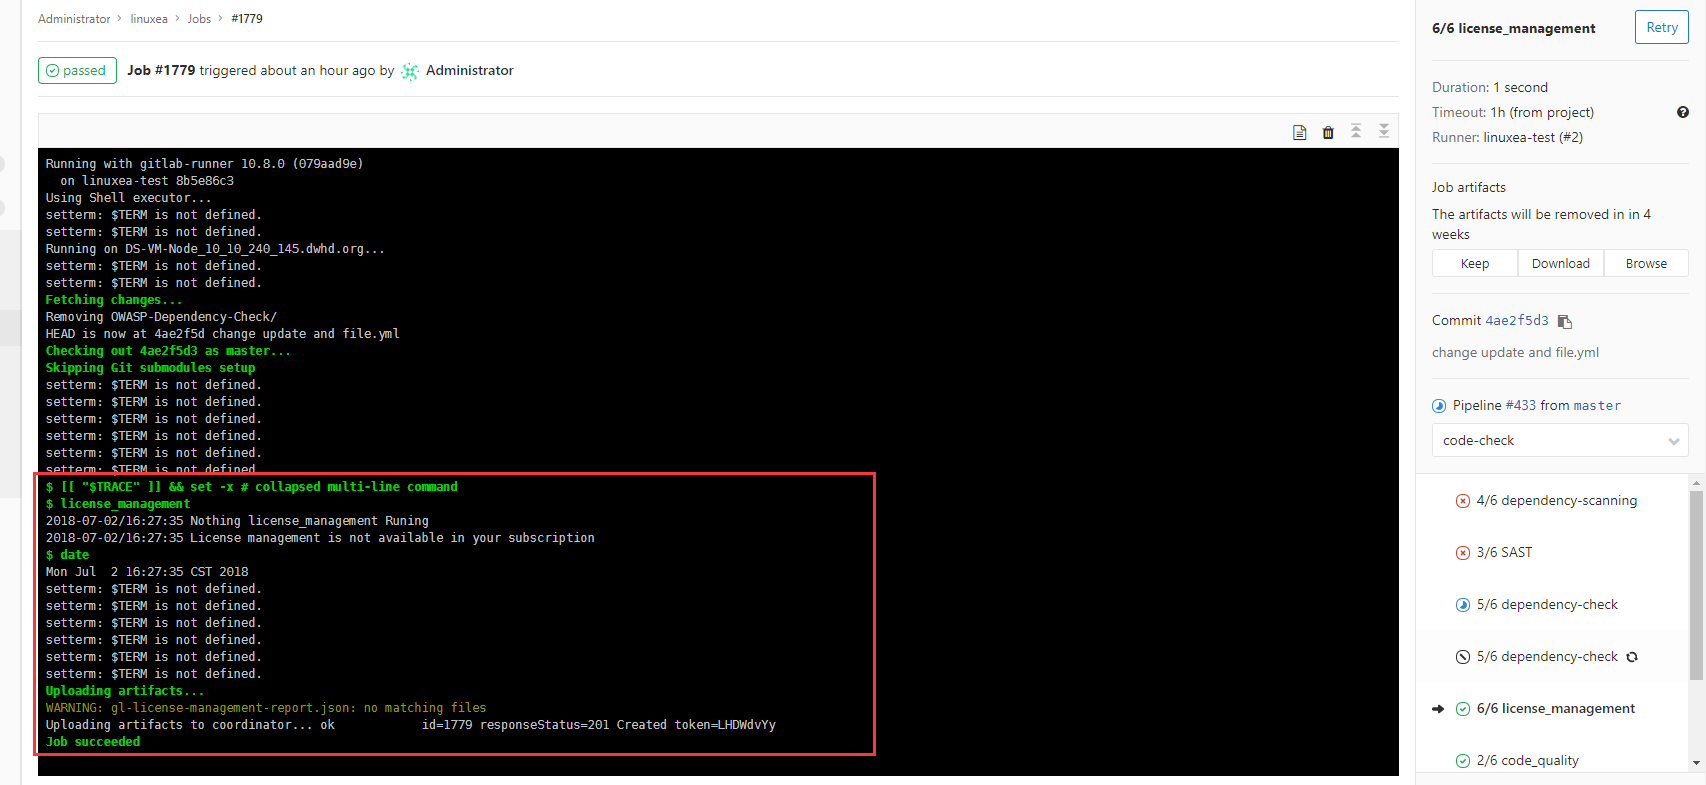 Administrator > linuxea > Jobs > #1779
passed Job #1779 triggered about an hour ago by Administrator
Running with gitlab-runner 10.8.0 (079aad9e)
on linuxea-test 8b5e86c3
Using Shell executor...
setterm: $TERM is not defined.
setterm: $TERM is not defined.
Running on DS-VM-Node_10_10_240_145.dwhd.org...
setterm: $TERM is not defined.
setterm: $TERM is not defined.
Fetching changes...
Removing OWASP-Dependency-Check/
HEAD is now at 4ae2f5d change update and file.yml
Checking out 4ae2f5d3 as master...
Skipping Git submodules setup
setterm: $TERM is not defined.
setterm: $TERM is not defined.
setterm: $TERM is not defined.
setterm: $TERM is not defined.
setterm: $TERM is not defined.
setterm: $TERM is not defined.
$ [[ "$TRACE" ]] && set -x # collapsed multi-line command
$ license_management
2018-07-02/16:27:35 Nothing license_management Runing
2018-07-02/16:27:35 License management is not available in your subscription
$ date
Mon Jul  2 16:27:35 CST 2018
setterm: $TERM is not defined.
setterm: $TERM is not defined.
setterm: $TERM is not defined.
setterm: $TERM is not defined.
setterm: $TERM is not defined.
setterm: $TERM is not defined.
Uploading artifacts...
WARNING: gl-license-management-report.json: no matching files
Uploading artifacts to coordinator... ok id=1779 responseStatus=201 Created token=LHDWdvYy
Job succeeded
6/6 license_management
Retry
Duration: 1 second
Timeout: 1h (from project)
Runner: linuxea-test (#2)
Job artifacts
The artifacts will be removed in in 4
weeks
Keep Download Browse
Commit 4ae2f5d3
change update and file.yml
Pipeline #433 from master
code-check
4/6 dependency-scanning
3/6 SAST
5/6 dependency-check
5/6 dependency-check
6/6 license_management
2/6 code_quality